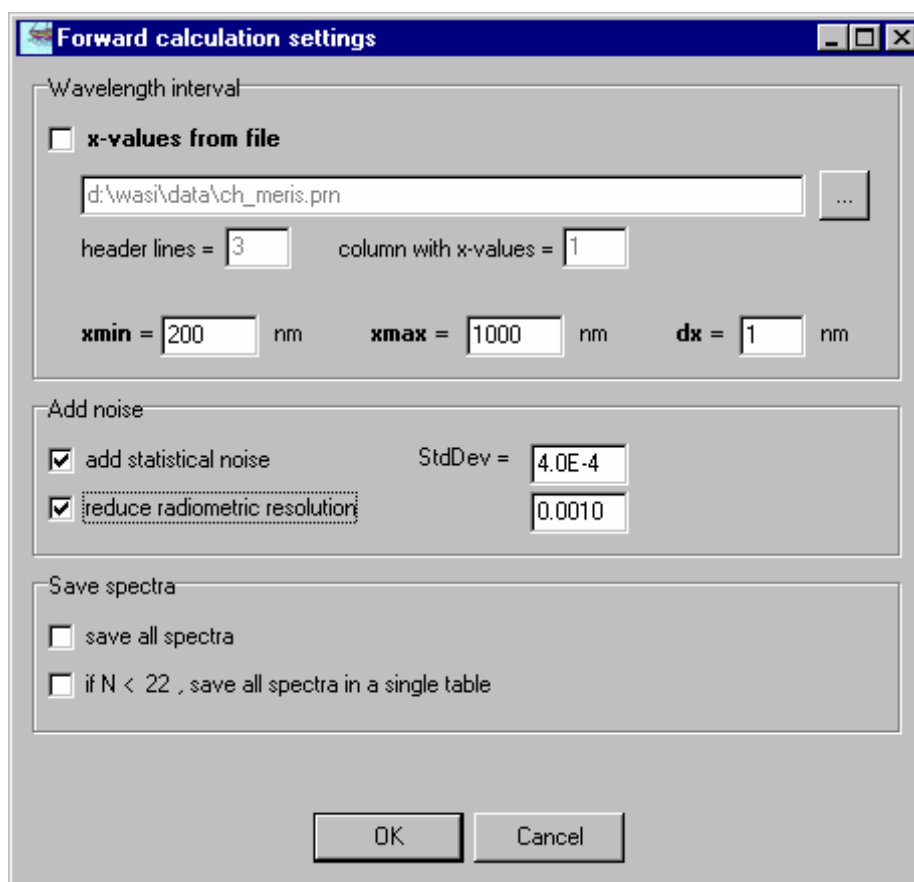 Forward calculation settings
Wavelength interval
x-values from file
d:\wasi\data\ch_meris.prn
...
header lines = 3 column with x-values = 1
xmin = 200 nm xmax = 1000 nm dx = 1 nm
Add noise
add statistical noise StdDev = 4.0E-4
reduce radiometric resolution 0.0010
Save spectra
save all spectra
if N < 22 , save all spectra in a single table
OK Cancel